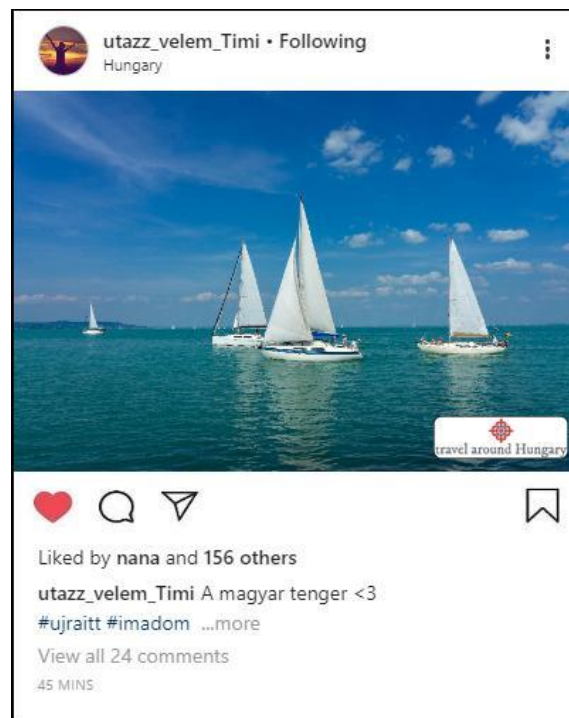 utazz_velem_Timi • Following
Hungary
travel around Hungary
Liked by nana and 156 others
utazz_velem_Timi A magyar tenger <3
#ujraitt #imadom ...more
View all 24 comments
45 MINS